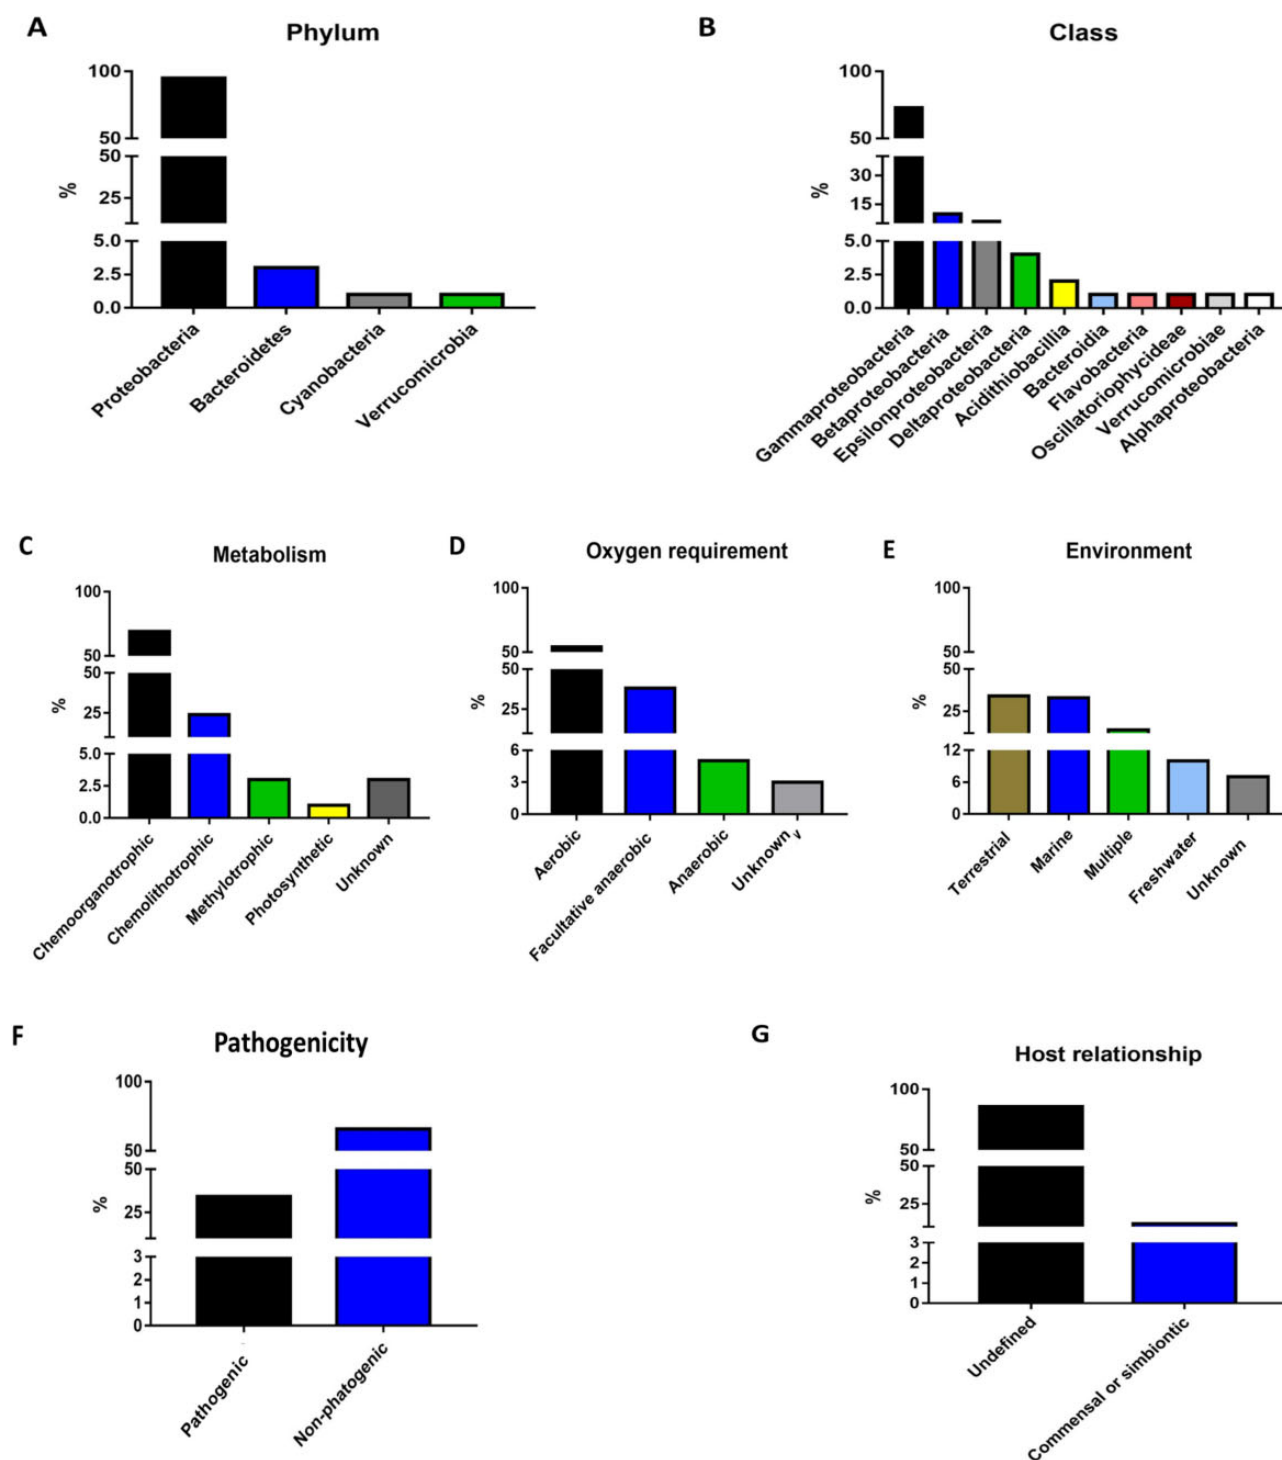 A
Phylum
%
100
50
50
25
5.0
2.5
0.0
Proteobacteria
Bacteroidetes
Cyanobacteria
Verrucomicrobia
B
Class
%
100
50
30
15
5.0
2.5
0.0
Gammaproteobacteria
Betaproteobacteria
Epsilonproteobacteria
Deltaproteobacteria
Acidithiobacillia
Bacteroidia
Flavobacteria
Oscillatoriophycideae
Verrucomicrobiae
Alphaproteobacteria
C
Metabolism
%
100
50
50
25
5.0
2.5
0.0
Chemoorganotrophic
Chemolithotrophic
Methylotrophic
Photosynthetic
Unknown
D
Oxygen requirement
%
100
50
50
25
6
3
0
Aerobic
Facultative anaerobic
Anaerobic
Unknown
E
Environment
%
100
50
50
25
12
6
0
Terrestrial
Marine
Multiple
Freshwater
Unknown
F
Pathogenicity
%
100
50
50
25
3
2
1
0
Pathogenic
Non-phatogenic
G
Host relationship
%
100
50
50
25
3
2
1
0
Undefined
Commensal or simbiontic